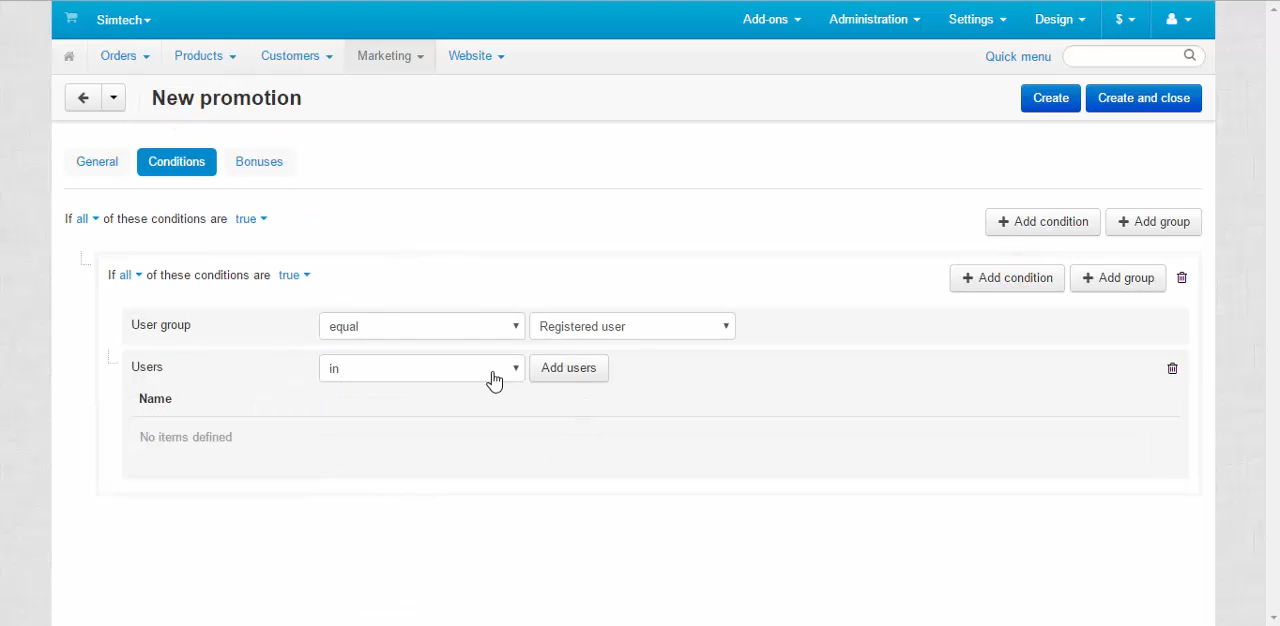 Simtech Add-ons Administration Settings Design $
Orders Products Customers Marketing Website Quick menu
New promotion Create Create and close
General Conditions Bonuses
If all of these conditions are true + Add condition + Add group
If all of these conditions are true + Add condition + Add group
User group equal Registered user
Users in Add users
Name
No items defined